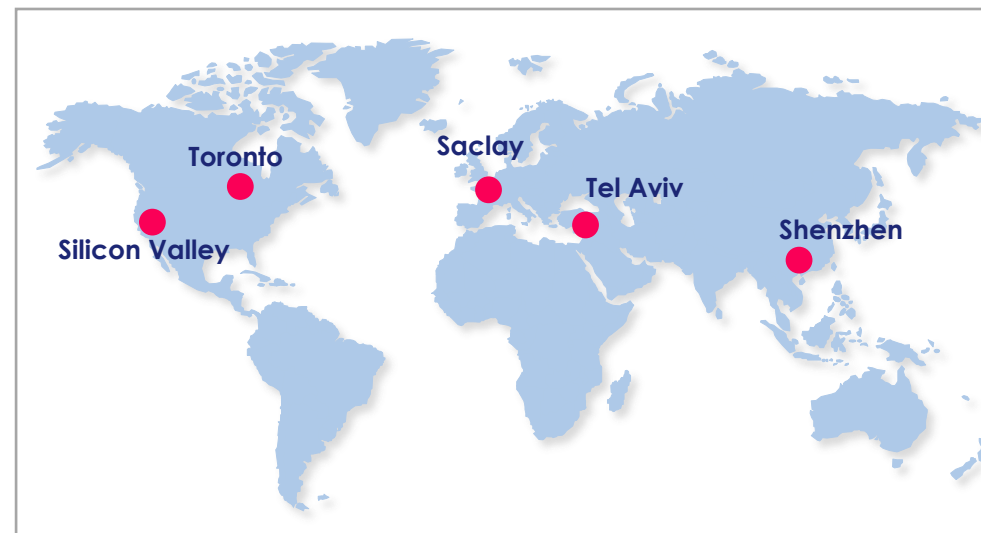 Saclay
Toronto
Tel Aviv
Shenzhen
Silicon Valley